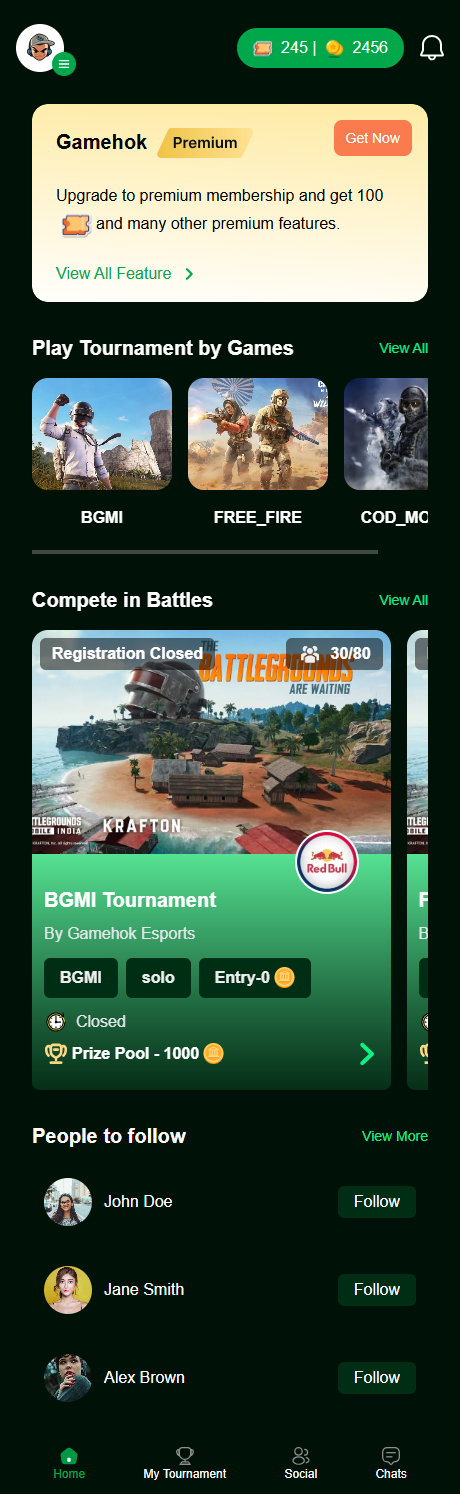 245 | 2456
Gamehok Premium Get Now
Upgrade to premium membership and get 100
and many other premium features.
View All Feature
Play Tournament by Games View All
BGMI FREE_FIRE COD_MO
Compete in Battles View All
Registration Closed 30/80
THE
BATTLEGROUNDS
ARE WAITING
TLEGROUNDS
OBILE INDIA
KRAFTON
Red Bull
BGMI Tournament
By Gamehok Esports
BGMI solo Entry-0
Closed
Prize Pool - 1000
People to follow View More
John Doe Follow
Jane Smith Follow
Alex Brown Follow
Home My Tournament Social Chats